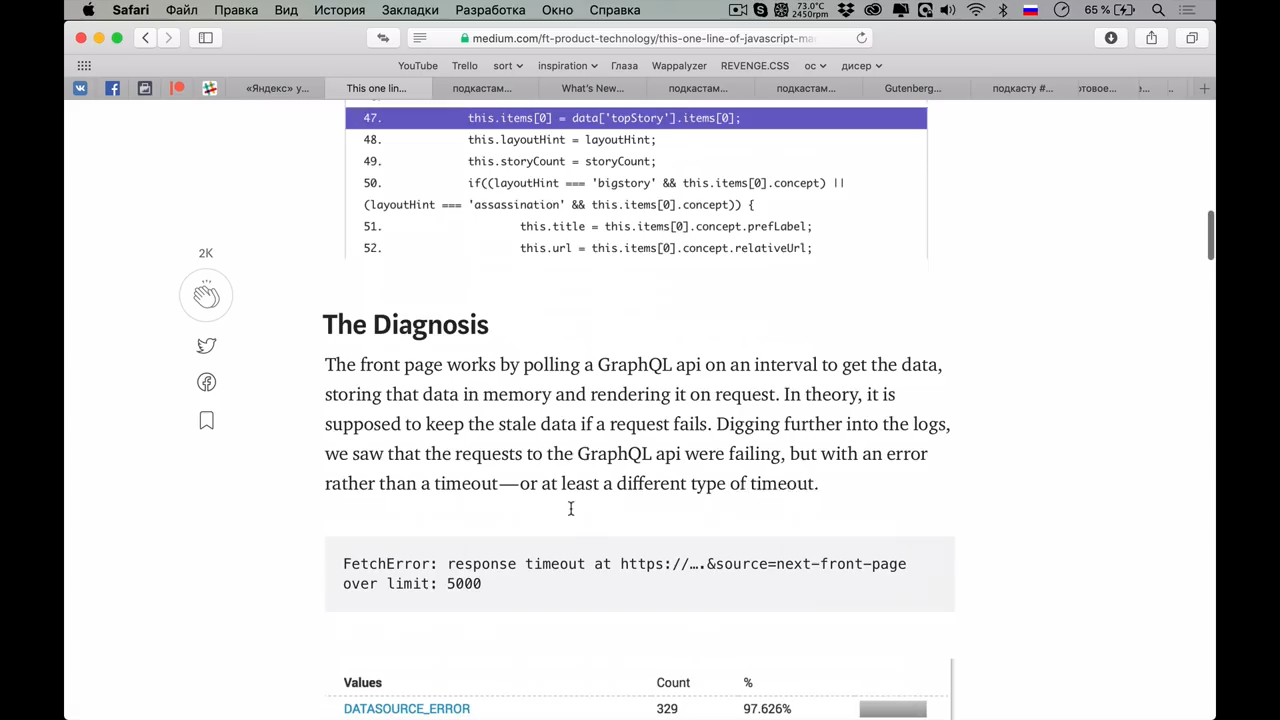 Safari Файл Правка Вид История Закладки Разработка Окно Справка 73.0°C 2450rpm 65 %
medium.com/ft-product-technology/this-one-line-of-javascript-ma
YouTube Trello sort inspiration Глаза Wappalyzer REVENGE.CSS ос дисер
«Яндекс» у... This one lin... подкастам... What's New... подкастам... подкастам... Gutenberg... подкасту #... отовое... ...
47. this.items[0] = data['topStory'].items[0];
48. this.layoutHint = layoutHint;
49. this.storyCount = storyCount;
50. if((layoutHint === 'bigstory' && this.items[0].concept) ||
(layoutHint === 'assassination' && this.items[0].concept)) {
51. this.title = this.items[0].concept.prefLabel;
52. this.url = this.items[0].concept.relativeUrl;
2K
The Diagnosis
The front page works by polling a GraphQL api on an interval to get the data,
storing that data in memory and rendering it on request. In theory, it is
supposed to keep the stale data if a request fails. Digging further into the logs,
we saw that the requests to the GraphQL api were failing, but with an error
rather than a timeout—or at least a different type of timeout.
FetchError: response timeout at https://….&source=next-front-page
over limit: 5000
Values Count %
DATASOURCE_ERROR 329 97.626%